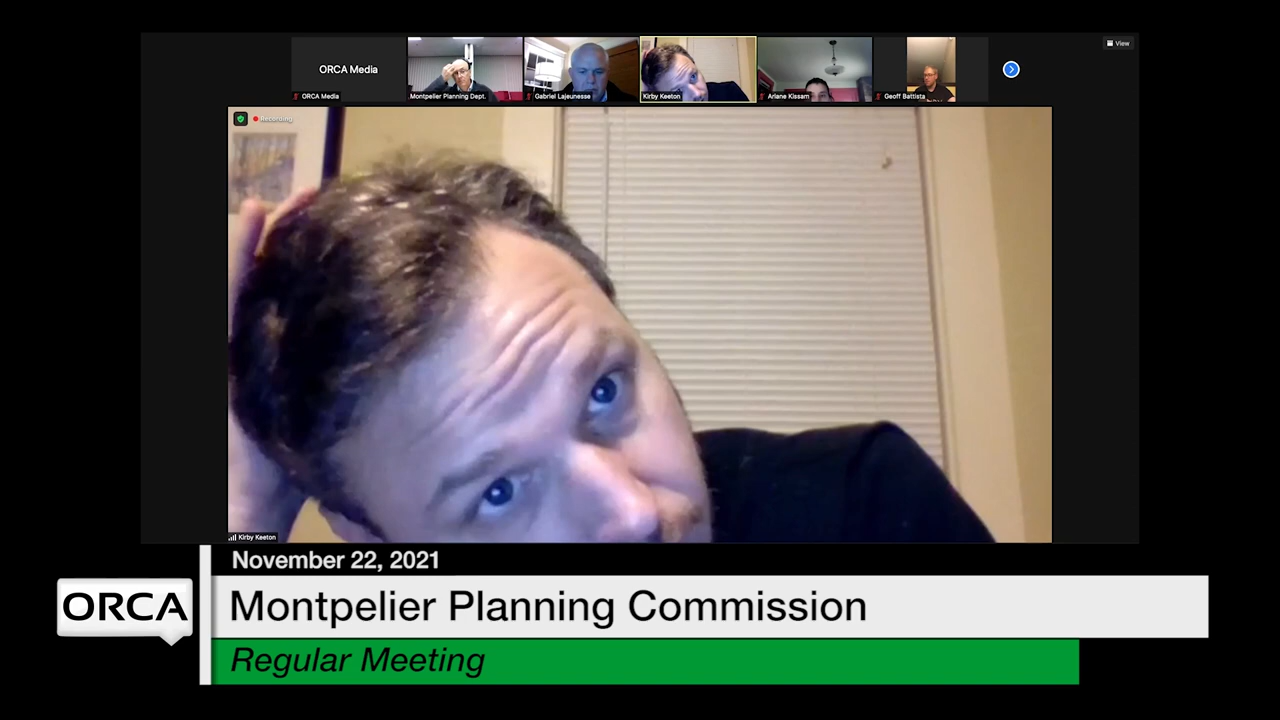 View
ORCA Media
ORCA Media
Montpelier Planning Dept.
Gabriel Lajeunesse
Kirby Keeton
Ariane Kissam
Geoff Battista
Recording
Kirby Keeton
November 22, 2021
ORCA
Montpelier Planning Commission
Regular Meeting